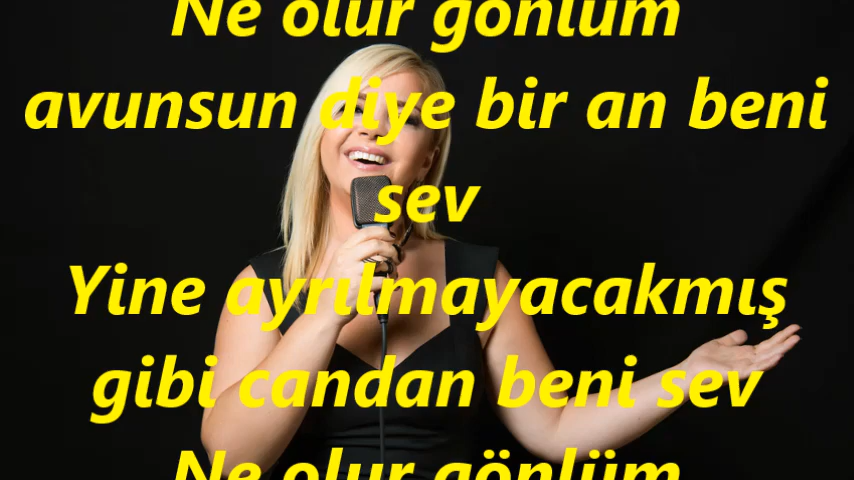 Ne olur gönlüm
avunsun diye bir an beni
sev
Yine ayrılmayacakmış
gibi candan beni sev
Ne olur gönlüm